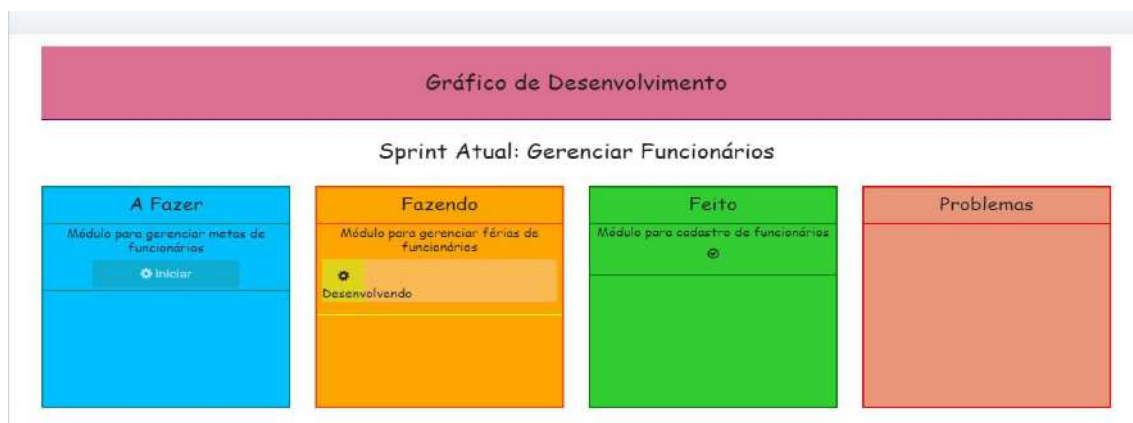 Gráfico de Desenvolvimento
Sprint Atual: Gerenciar Funcionários
A Fazer
Módulo para gerenciar metas de
funcionários
Iniciar
Fazendo
Módulo para gerenciar férias de
funcionários
Desenvolvendo
Feito
Módulo para cadastro de funcionários
Problemas